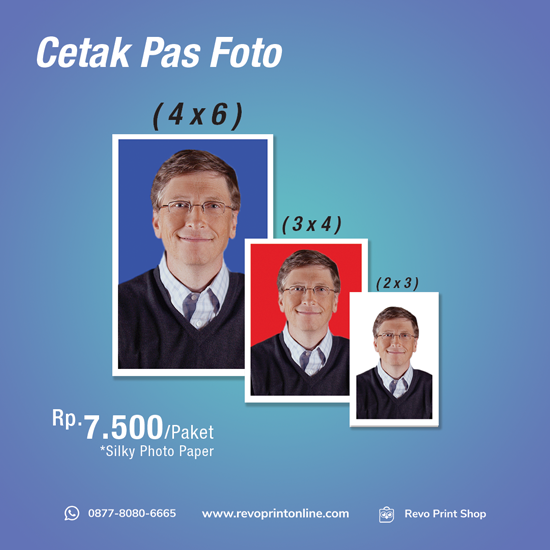 Cetak Pas Foto
(4 x 6)
(3 x 4)
(2 x 3)
Rp.7.500/Paket
*Silky Photo Paper
0877-8080-6665 www.revoprintonline.com Revo Print Shop